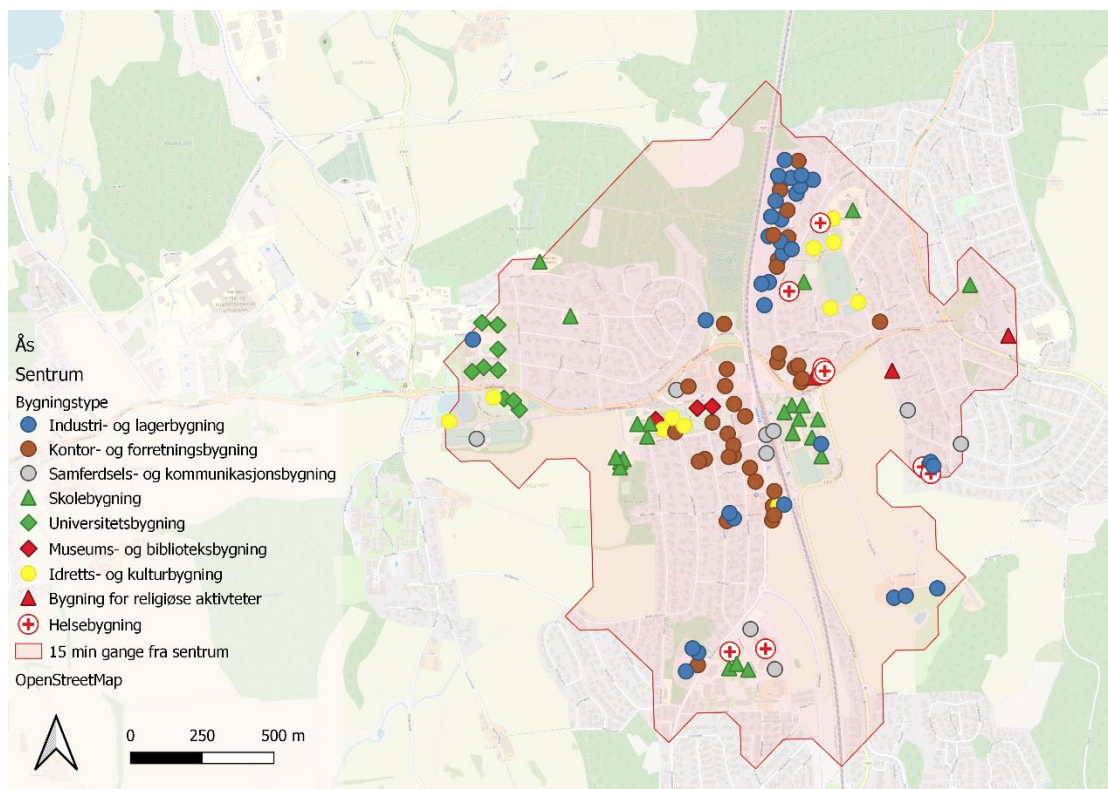 Ås
Sentrum
Bygningstype
Industri- og lagerbygning
Kontor- og forretningsbygning
Samferdsels- og kommunikasjonsbygning
Skolebygning
Universitetsbygning
Museums- og biblioteksbygning
Idretts- og kulturbygning
Bygning for religiøse aktivteter
Helsebygning
15 min gange fra sentrum
OpenStreetMap
0 250 500 m